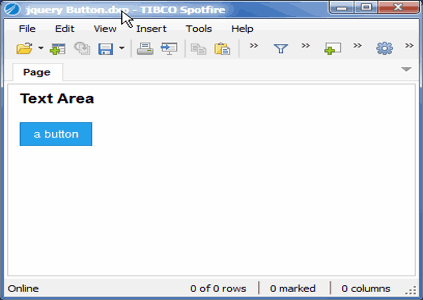 jquery Button.dxp - TIBCO Spotfire
File Edit View Insert Tools Help
Page
Text Area
a button
Online 0 of 0 rows 0 marked 0 columns